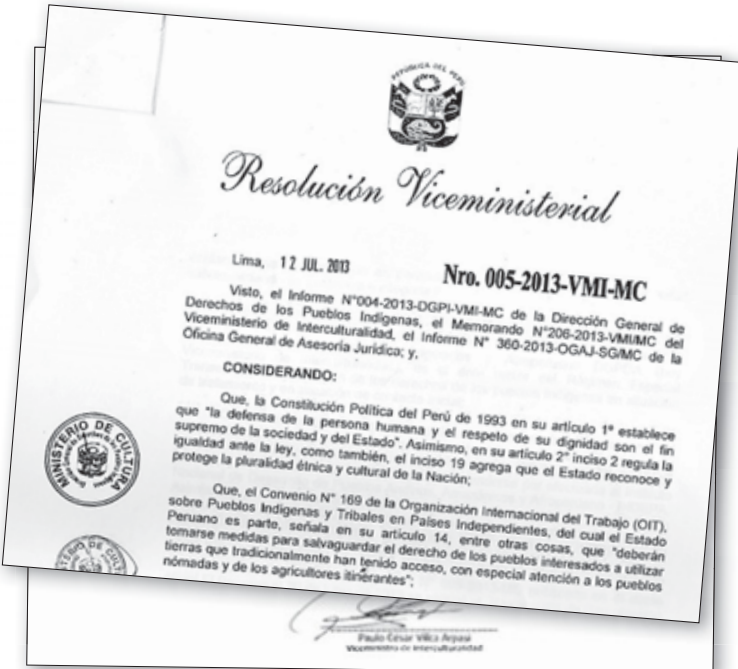 REPUBLICA DEL PERU
Resolución Viceministerial
Lima, 12 JUL. 2013
Nro. 005-2013-VMI-MC
Visto, el Informe N°004-2013-DGPI-VMI-MC de la Dirección General de
Derechos de los Pueblos Indígenas, el Memorando N°206-2013-VMI/MC del
Viceministerio de Interculturalidad, el Informe N° 360-2013-OGAJ-SG/MC de la
Oficina General de Asesoría Jurídica; y,
CONSIDERANDO:
Que, la Constitución Política del Perú de 1993 en su artículo 1° establece
que "la defensa de la persona humana y el respeto de su dignidad son el fin
supremo de la sociedad y del Estado". Asimismo, en su artículo 2° inciso 2 regula la
igualdad ante la ley, como también, el inciso 19 agrega que el Estado reconoce y
protege la pluralidad étnica y cultural de la Nación;
Que, el Convenio N° 169 de la Organización Internacional del Trabajo (OIT),
sobre Pueblos Indígenas y Tribales en Países Independientes, del cual el Estado
Peruano es parte, señala en su artículo 14, entre otras cosas, que "deberán
tomarse medidas para salvaguardar el derecho de los pueblos interesados a utilizar
tierras que tradicionalmente han tenido acceso, con especial atención a los pueblos
nómadas y de los agricultores itinerantes";
MINISTERIO DE CULTURA
Paulo César Vilca Arpasi
Viceministro de Interculturalidad